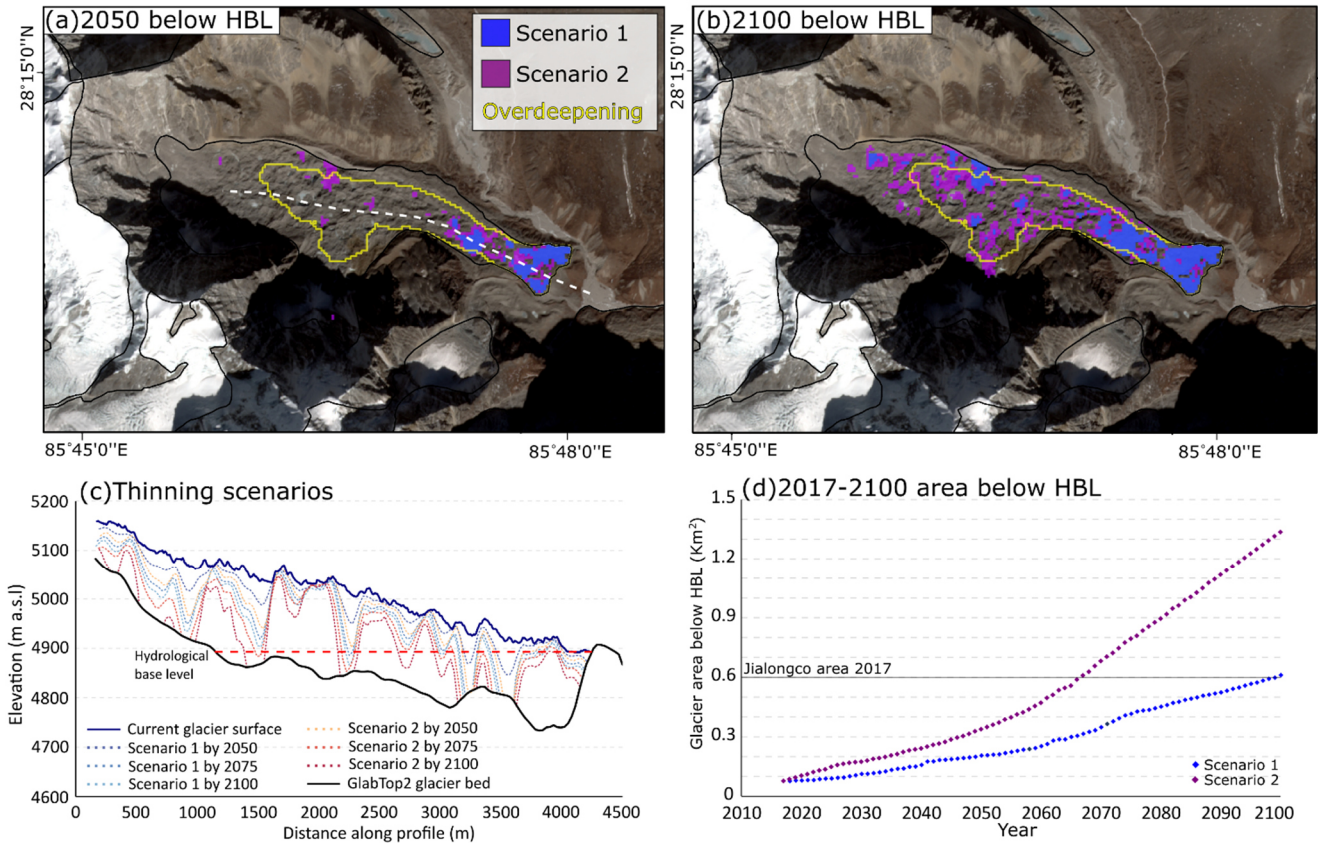 (a)2050 below HBL
Scenario 1
Scenario 2
Overdeepening
28°15'0"N
85°45'0"E
85°48'0"E
(b)2100 below HBL
28°15'0"N
85°45'0"E
85°48'0"E
(c)Thinning scenarios
Elevation (m a.s.l)
5200
5100
5000
4900
4800
4700
4600
Hydrological
base level
Current glacier surface
Scenario 1 by 2050
Scenario 1 by 2075
Scenario 1 by 2100
Scenario 2 by 2050
Scenario 2 by 2075
Scenario 2 by 2100
GlabTop2 glacier bed
0 500 1000 1500 2000 2500 3000 3500 4000 4500
Distance along profile (m)
(d)2017-2100 area below HBL
Glacier area below HBL (Km²)
1.5
1.2
0.9
0.6
0.3
0
Jialongco area 2017
Scenario 1
Scenario 2
2010 2020 2030 2040 2050 2060 2070 2080 2090 2100
Year